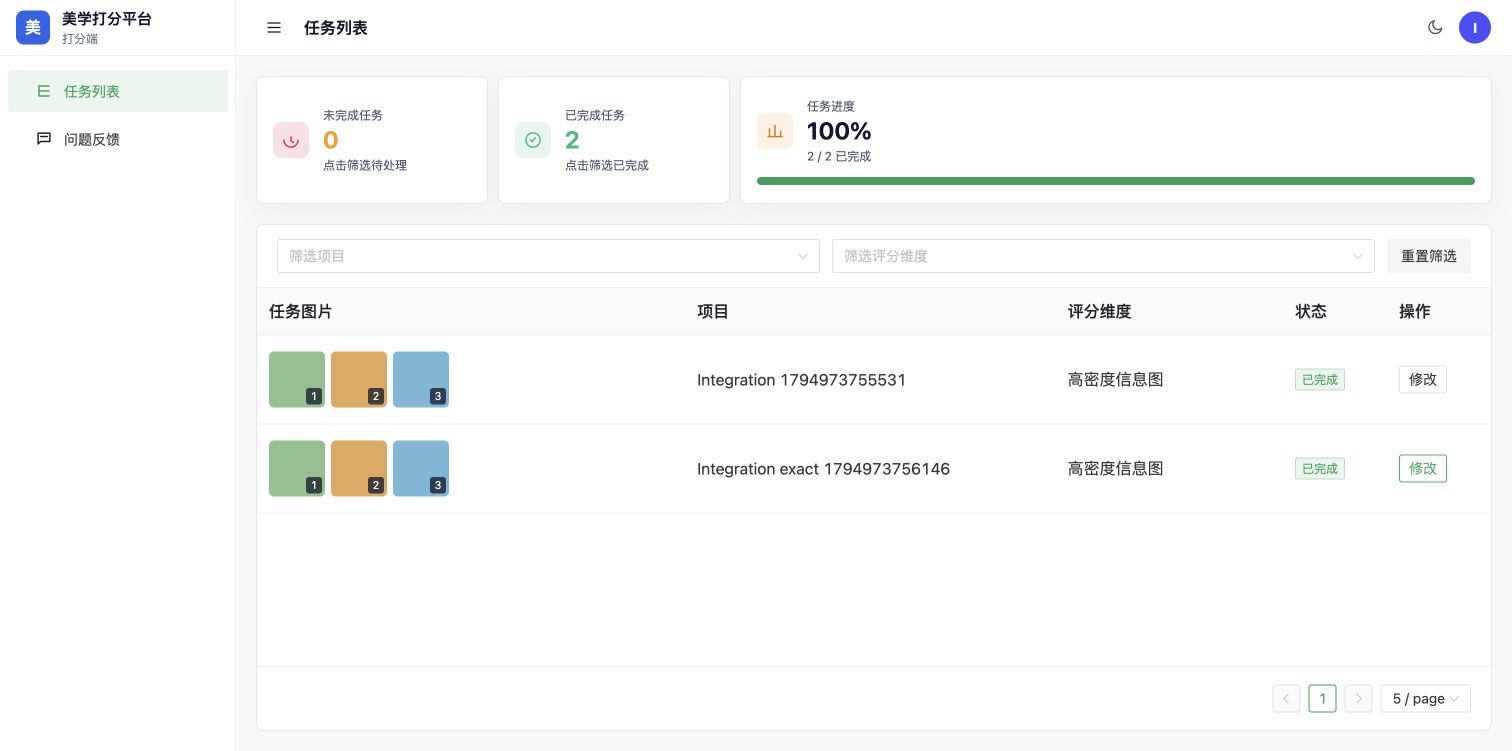 美
美学打分平台
打分端
任务列表
I
任务列表
问题反馈
未完成任务
0
点击筛选待处理
已完成任务
2
点击筛选已完成
任务进度
100%
2 / 2 已完成
筛选项目
筛选评分维度
重置筛选
任务图片 项目 评分维度 状态 操作
1 2 3 Integration 1794973755531 高密度信息图 已完成 修改
1 2 3 Integration exact 1794973756146 高密度信息图 已完成 修改
1 5 / page